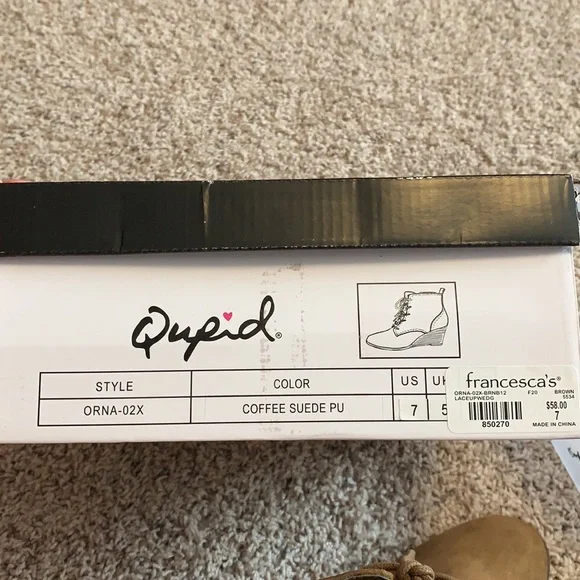 Qupid®
STYLE COLOR US UK
ORNA-02X COFFEE SUEDE PU 7 5
francesca's®
ORNA-02X-BRNB12 F20 BROWN
LACEUPWEDG 5534
$58.00
850270 7
MADE IN CHINA